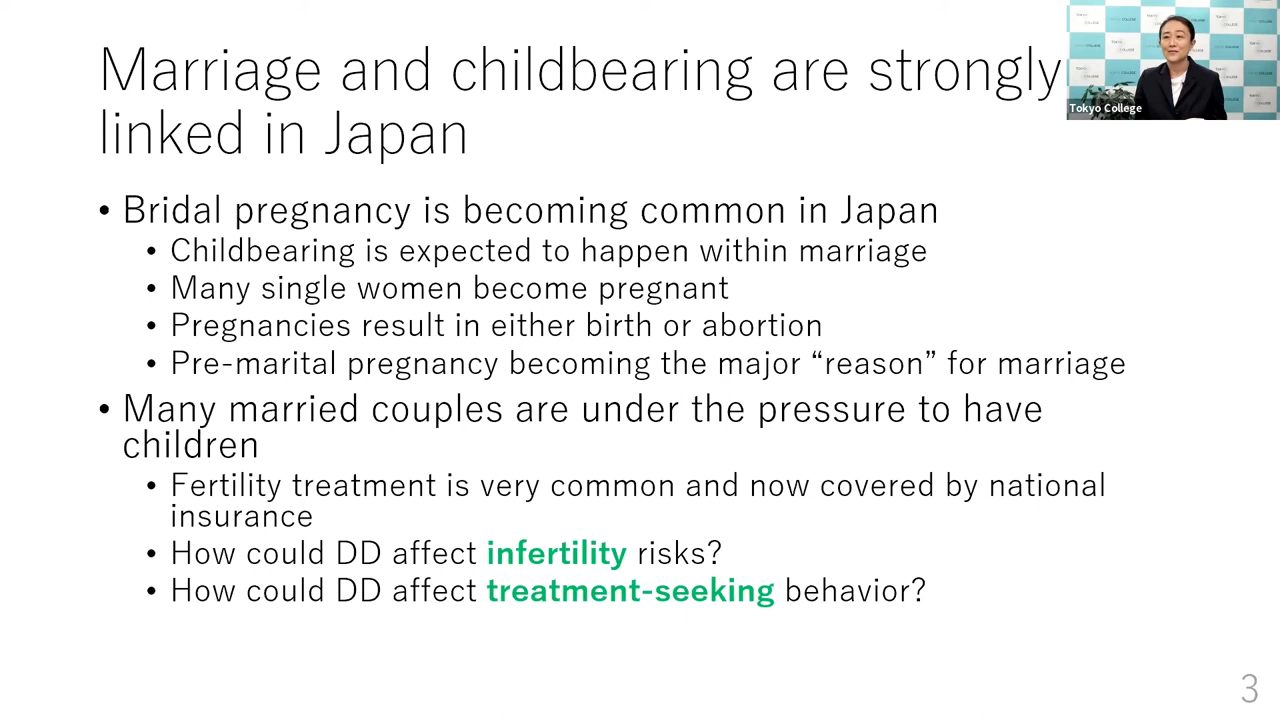 Marriage and childbearing are strongly
linked in Japan
Tokyo College
• Bridal pregnancy is becoming common in Japan
• Childbearing is expected to happen within marriage
• Many single women become pregnant
• Pregnancies result in either birth or abortion
• Pre-marital pregnancy becoming the major “reason” for marriage
• Many married couples are under the pressure to have
children
• Fertility treatment is very common and now covered by national
insurance
• How could DD affect infertility risks?
• How could DD affect treatment-seeking behavior?
3